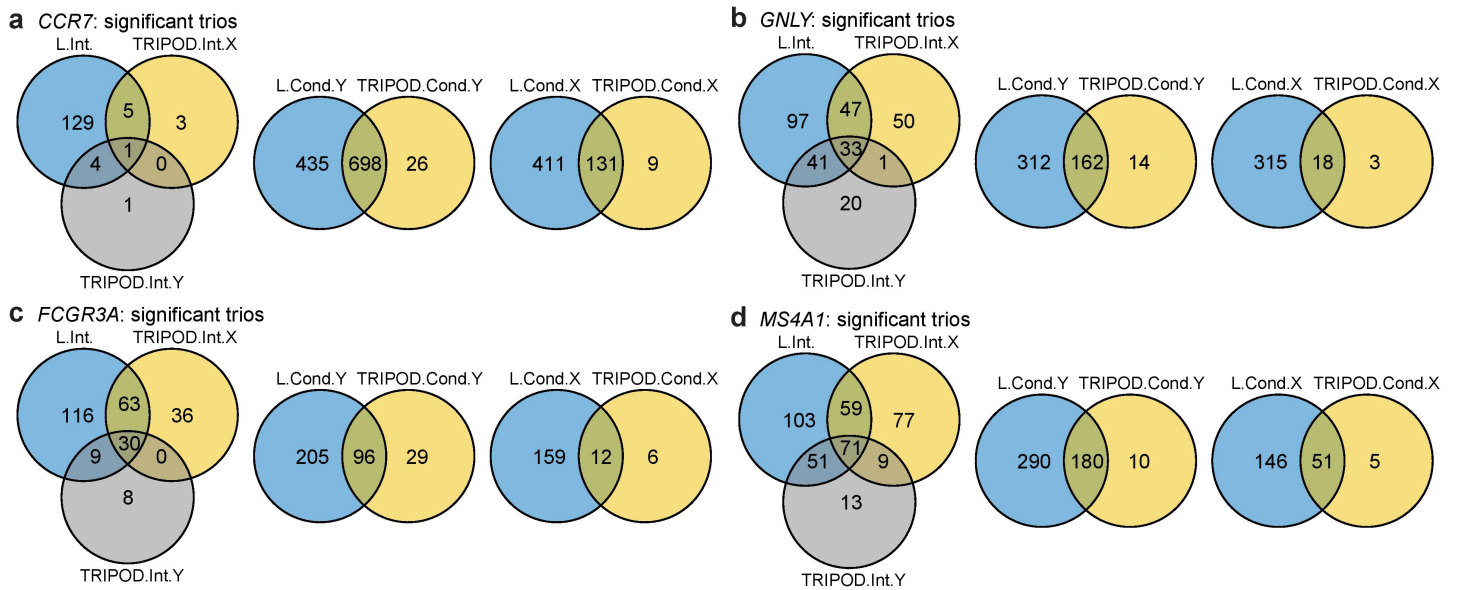 a CCR7: significant trios
L.Int. TRIPOD.Int.X
129 5 3
4 1 0
1
TRIPOD.Int.Y
L.Cond.Y TRIPOD.Cond.Y
435 698 26
L.Cond.X TRIPOD.Cond.X
411 131 9
b GNLY: significant trios
L.Int. TRIPOD.Int.X
97 47 50
41 33 1
20
TRIPOD.Int.Y
L.Cond.Y TRIPOD.Cond.Y
312 162 14
L.Cond.X TRIPOD.Cond.X
315 18 3
c FCGR3A: significant trios
L.Int. TRIPOD.Int.X
116 63 36
9 30 0
8
TRIPOD.Int.Y
L.Cond.Y TRIPOD.Cond.Y
205 96 29
L.Cond.X TRIPOD.Cond.X
159 12 6
d MS4A1: significant trios
L.Int. TRIPOD.Int.X
103 59 77
51 71 9
13
TRIPOD.Int.Y
L.Cond.Y TRIPOD.Cond.Y
290 180 10
L.Cond.X TRIPOD.Cond.X
146 51 5